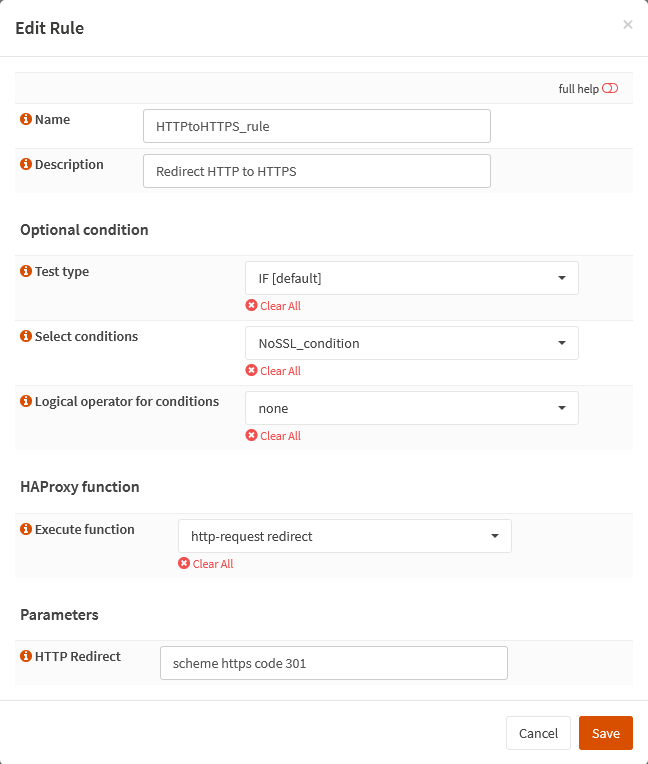 Edit Rule
×
full help
Name
HTTPtoHTTPS_rule
Description
Redirect HTTP to HTTPS
Optional condition
Test type
IF [default]
Clear All
Select conditions
NoSSL_condition
Clear All
Logical operator for conditions
none
Clear All
HAProxy function
Execute function
http-request redirect
Clear All
Parameters
HTTP Redirect
scheme https code 301
Cancel
Save